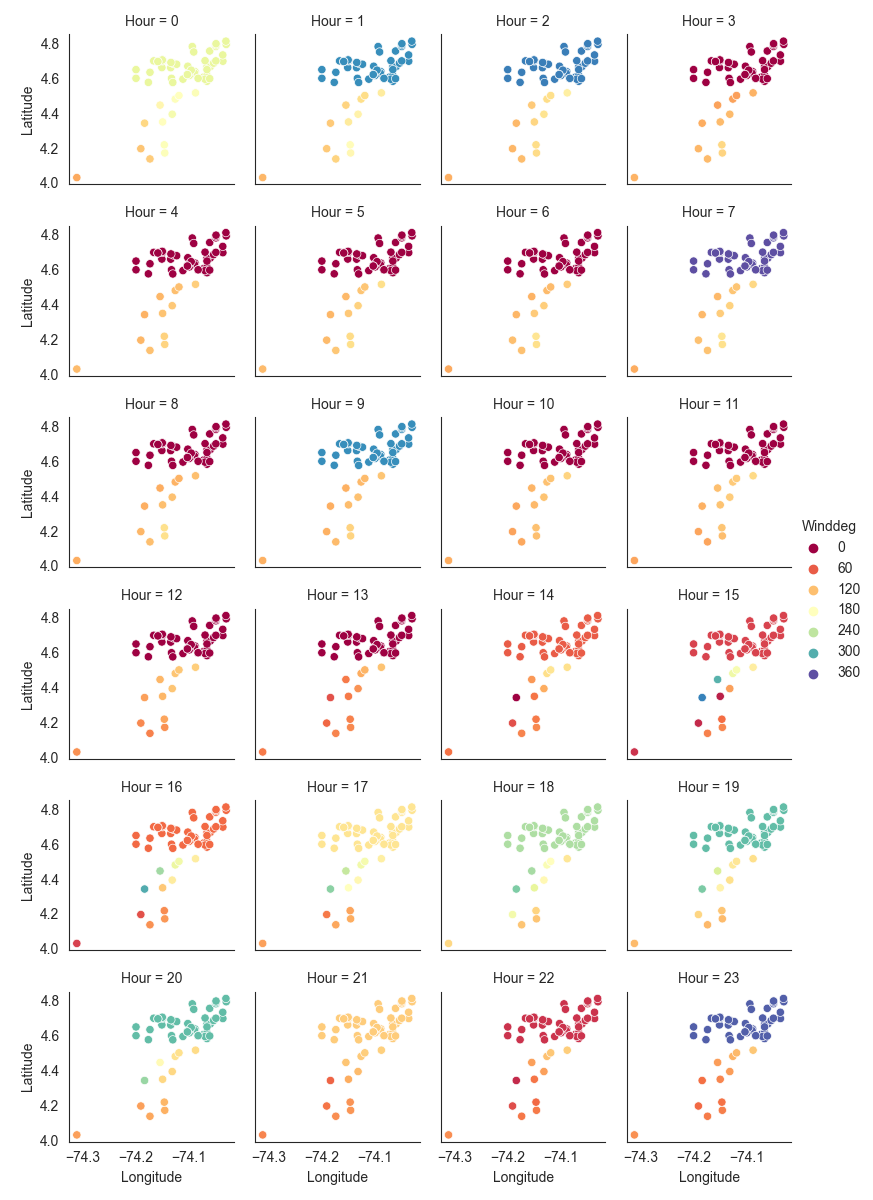 Hour = 0 Hour = 1 Hour = 2 Hour = 3
4.8
4.6
4.4
4.2
4.0
Latitude
Hour = 4 Hour = 5 Hour = 6 Hour = 7
4.8
4.6
4.4
4.2
4.0
Latitude
Hour = 8 Hour = 9 Hour = 10 Hour = 11
4.8
4.6
4.4
4.2
4.0
Latitude
Hour = 12 Hour = 13 Hour = 14 Hour = 15
4.8
4.6
4.4
4.2
4.0
Latitude
Hour = 16 Hour = 17 Hour = 18 Hour = 19
4.8
4.6
4.4
4.2
4.0
Latitude
Hour = 20 Hour = 21 Hour = 22 Hour = 23
4.8
4.6
4.4
4.2
4.0
Latitude
−74.3 −74.2 −74.1 −74.3 −74.2 −74.1 −74.3 −74.2 −74.1 −74.3 −74.2 −74.1
Longitude Longitude Longitude Longitude
Winddeg
0
60
120
180
240
300
360